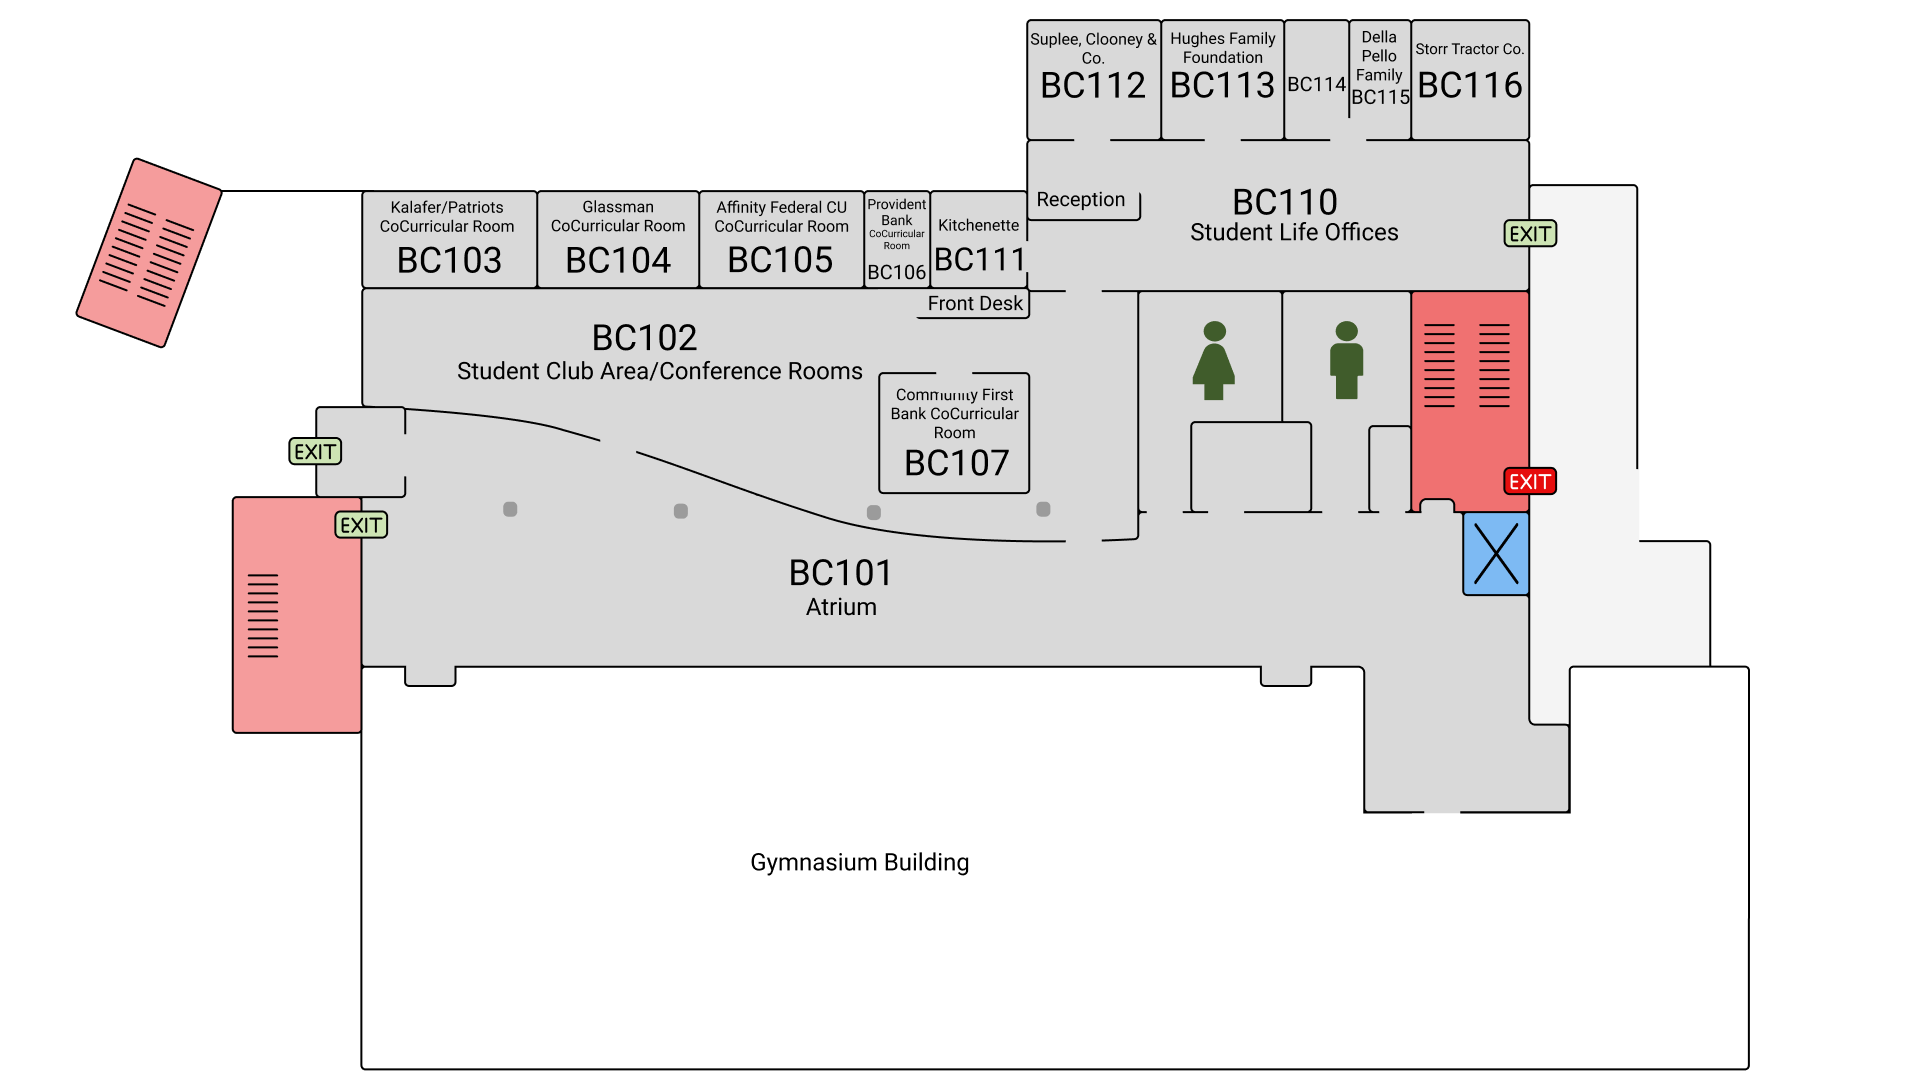 Suplee, Clooney &
Co.
BC112
Hughes Family
Foundation
BC113
BC114
Della
Pello
Family
BC115
Storr Tractor Co.
BC116
Reception
BC110
Student Life Offices
EXIT
Kalafer/Patriots
CoCurricular Room
BC103
Glassman
CoCurricular Room
BC104
Affinity Federal CU
CoCurricular Room
BC105
Provident
Bank
CoCurricular
Room
BC106
Kitchenette
BC111
Front Desk
BC102
Student Club Area/Conference Rooms
Community First
Bank CoCurricular
Room
BC107
EXIT
EXIT
EXIT
BC101
Atrium
Gymnasium Building